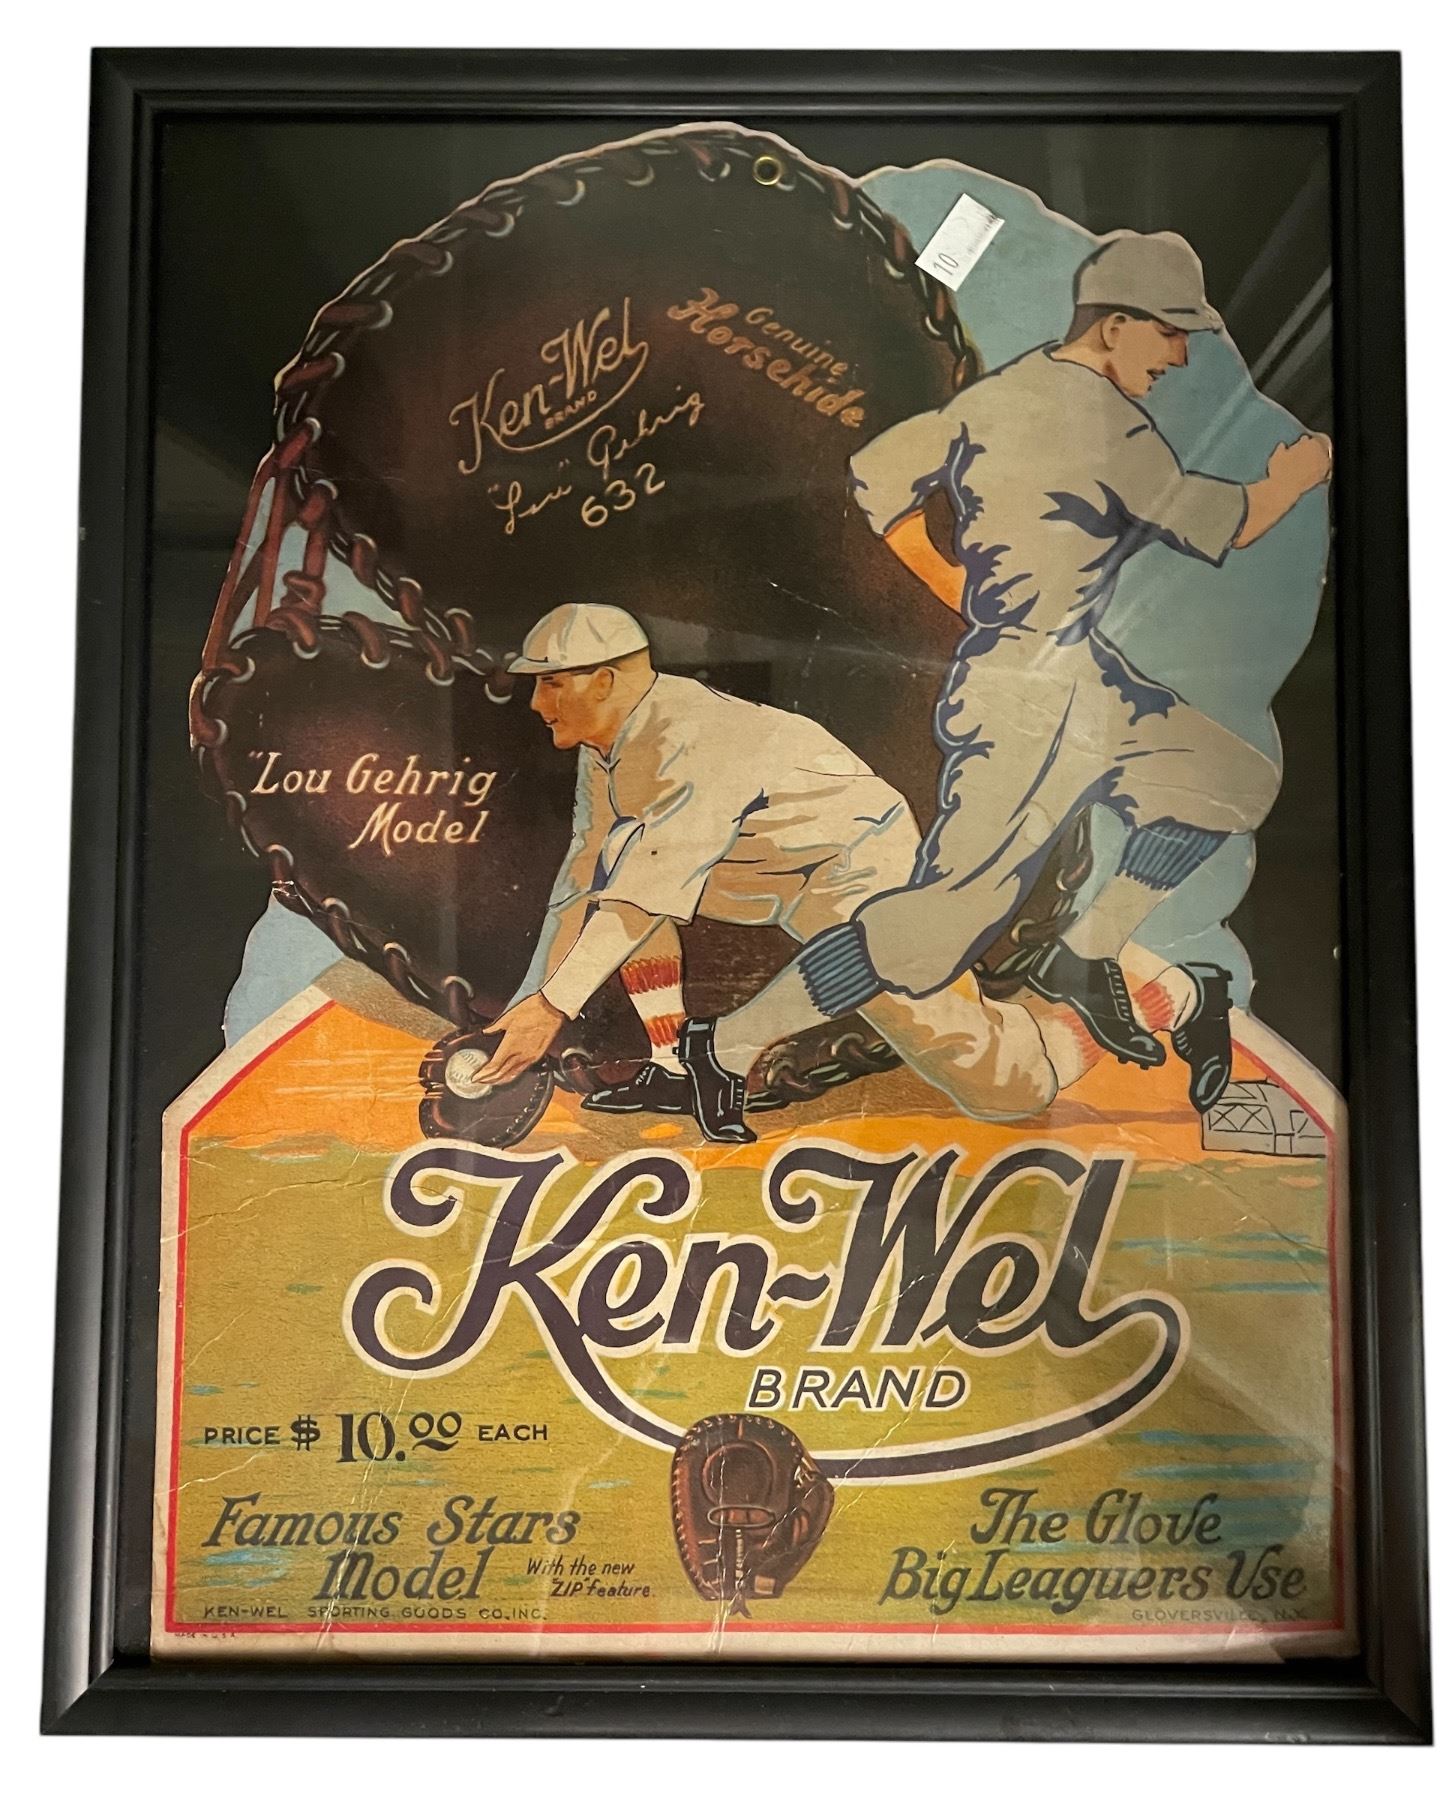 10
Ken-Wel
BRAND
"Lou" Gehrig
632
Genuine
Horsehide
"Lou Gehrig
Model
Ken-Wel
BRAND
PRICE $ 10.00 EACH
Famous Stars
Model
With the new
"ZIP" feature.
The Glove
Big Leaguers Use
KEN-WEL SPORTING GOODS CO., INC.
GLOVERSVILLE, N.Y.
MADE IN U.S.A.